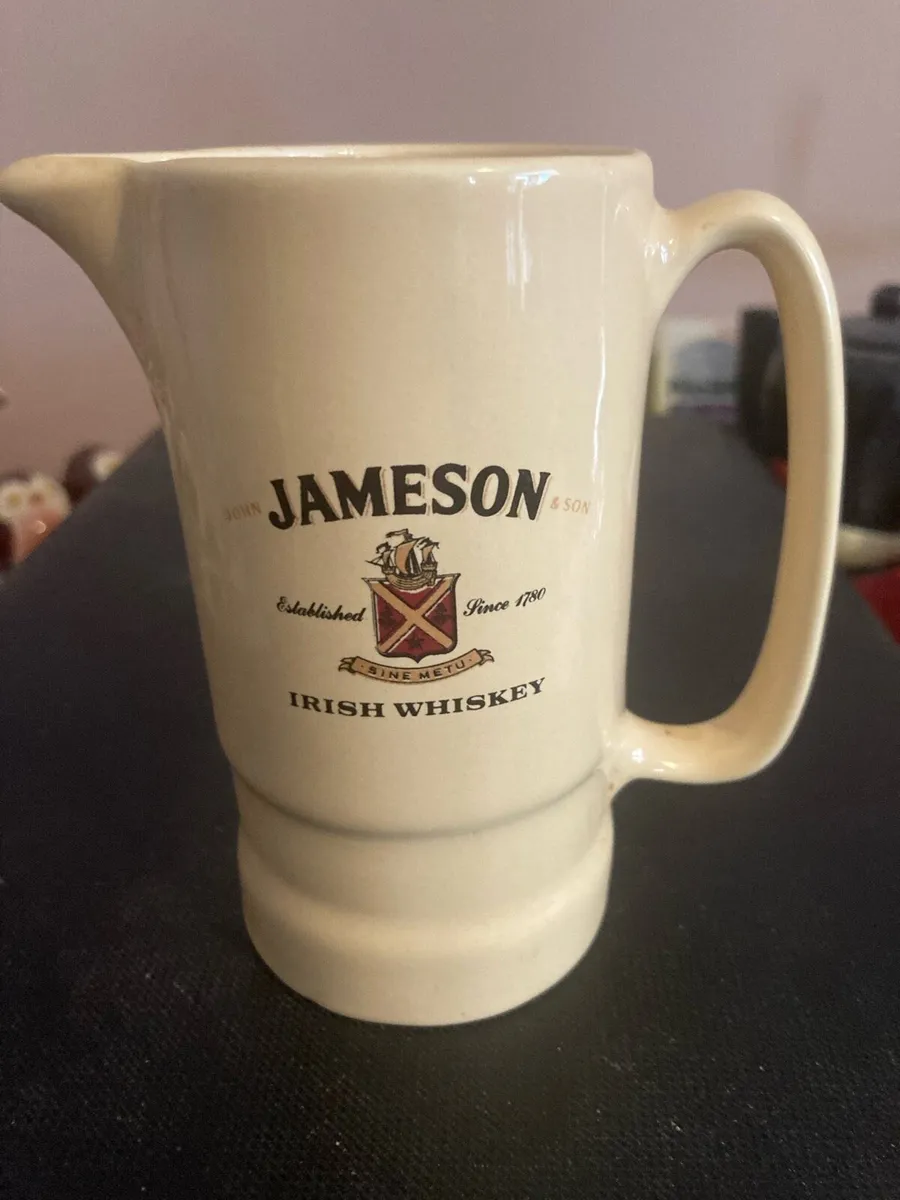 JOHN JAMESON & SON
Established Since 1780
SINE METU
IRISH WHISKEY